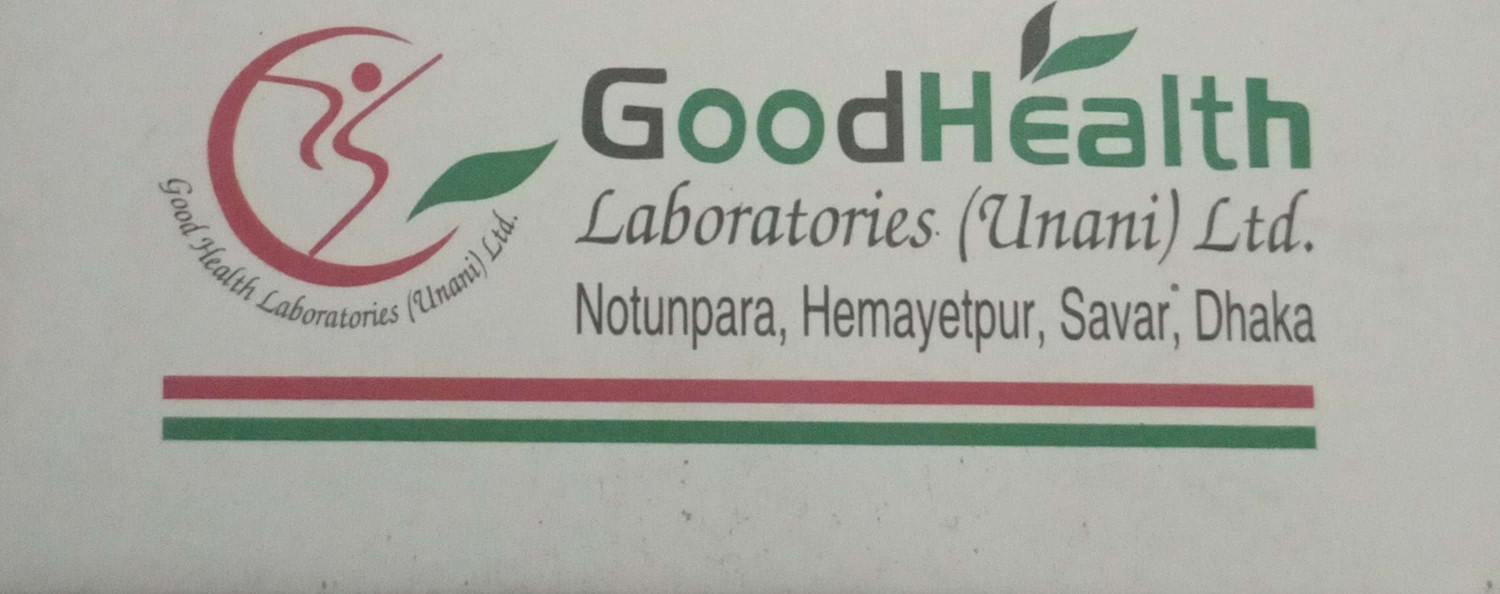 Good Health Laboratories (Unani) Ltd.
GoodHealth
Laboratories (Unani) Ltd.
Notunpara, Hemayetpur, Savar, Dhaka